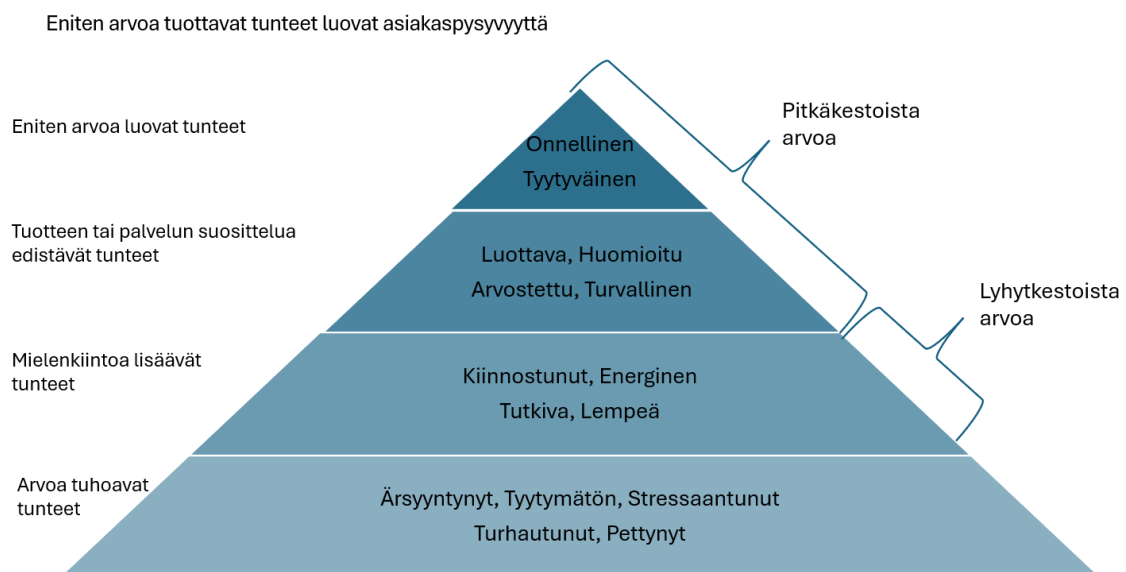 Eniten arvoa tuottavat tunteet luovat asiakaspysyvyyttä
Eniten arvoa luovat tunteet
Onnellinen
Tyytyväinen
Pitkäkestoista
arvoa
Tuotteen tai palvelun suosittelua
edistävät tunteet
Luottava, Huomioitu
Arvostettu, Turvallinen
Lyhytkestoista
arvoa
Mielenkiintoa lisäävät
tunteet
Kiinnostunut, Energinen
Tutkiva, Lempeä
Arvoa tuhoavat
tunteet
Ärsyyntynyt, Tyytymätön, Stressaantunut
Turhautunut, Pettynyt